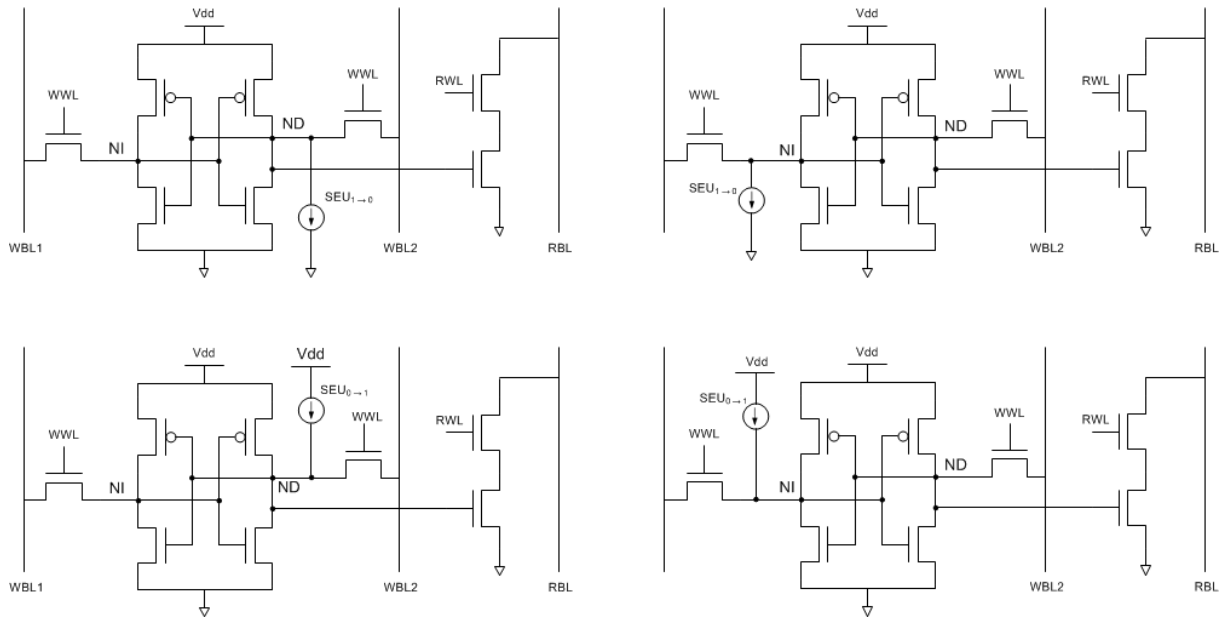 Vdd
Vdd
WWL
RWL
WWL
RWL
WWL
WWL
ND
ND
NI
NI
SEU1→0
SEU1→0
WBL1
WBL2
RBL
WBL2
RBL
Vdd
Vdd
Vdd
Vdd
SEU0→1
SEU0→1
WWL
RWL
WWL
RWL
WWL
WWL
ND
ND
NI
NI
WBL1
WBL2
RBL
WBL2
RBL